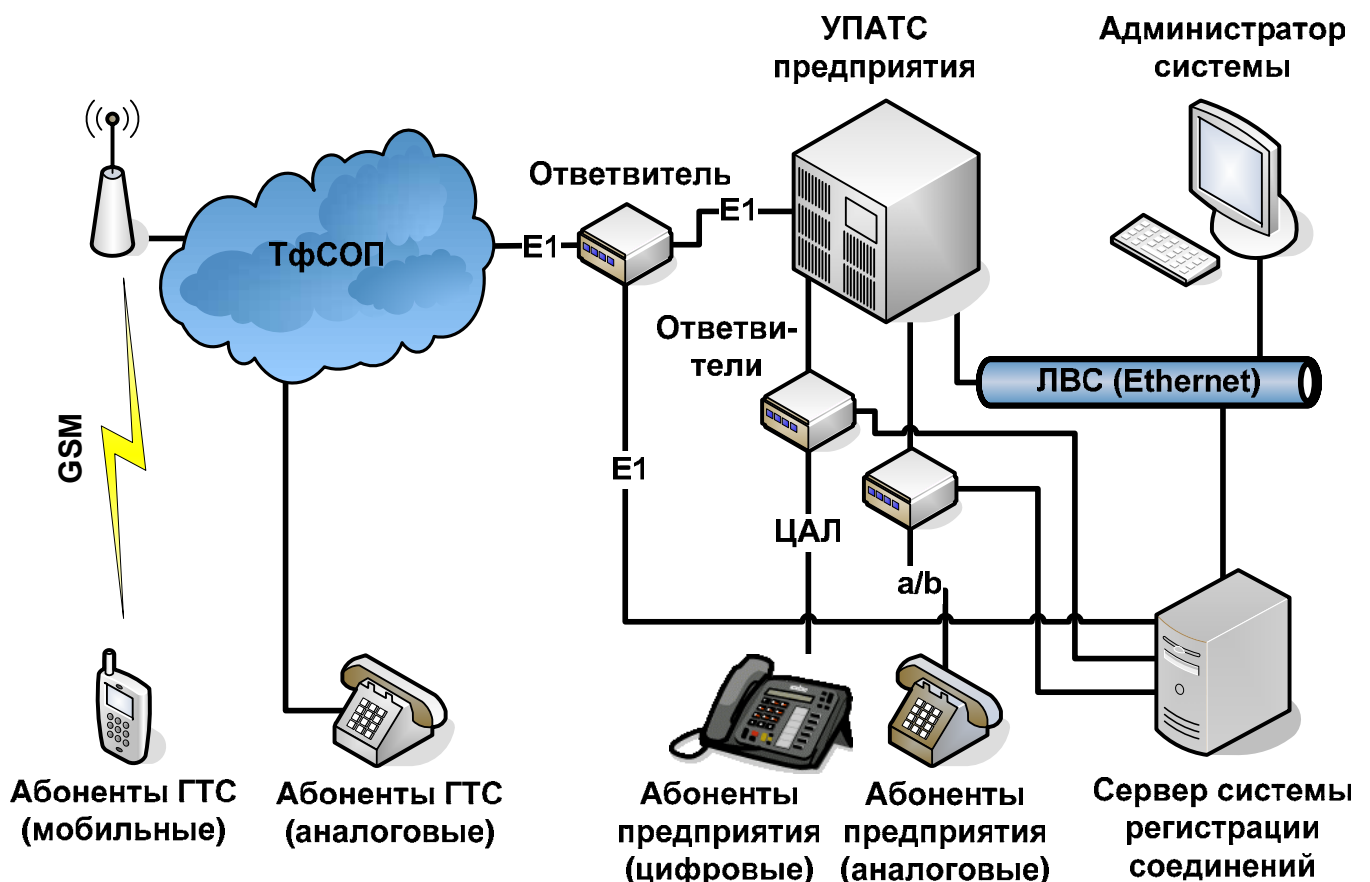 УПАТС
предприятия
Администратор
системы
Ответвитель
E1
E1
ТфСОП
Ответви-
тели
ЛВС (Ethernet)
GSM
E1
ЦАЛ
a/b
Абоненты ГТС
(мобильные)
Абоненты ГТС
(аналоговые)
Абоненты
предприятия
(цифровые)
Абоненты
предприятия
(аналоговые)
Сервер системы
регистрации
соединений